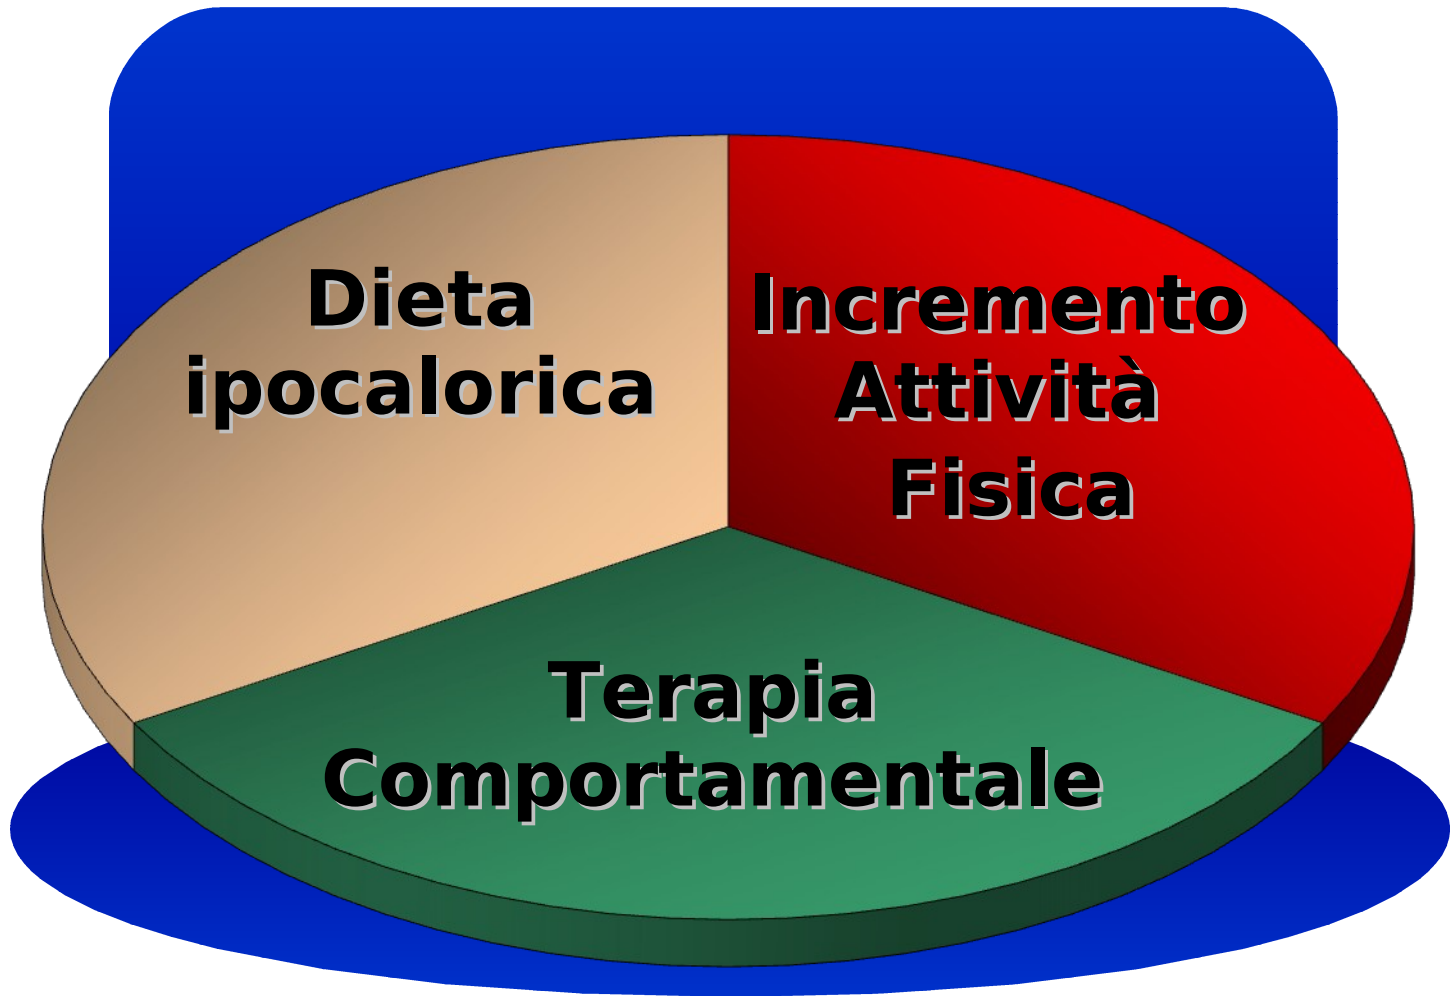 Dieta
ipocalorica
Incremento
Attività
Fisica
Terapia
Comportamentale